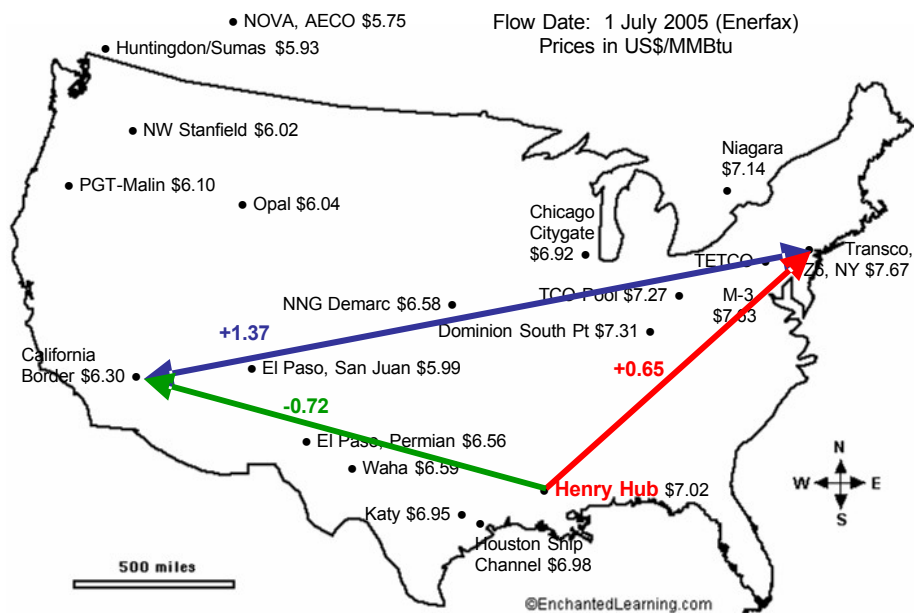 NOVA, AECO $5.75
Flow Date: 1 July 2005 (Enerfax)
Prices in US$/MMBtu
Huntingdon/Sumas $5.93
NW Stanfield $6.02
Niagara
$7.14
PGT-Malin $6.10
Opal $6.04
Chicago
Citygate
$6.92
TETCO
M-3
Transco,
Z6, NY $7.67
NNG Demarc $6.58
TCO Pool $7.27
Dominion South Pt $7.31
+1.37
California
Border $6.30
El Paso, San Juan $5.99
+0.65
-0.72
El Paso, Permian $6.56
Waha $6.59
Henry Hub $7.02
Katy $6.95
Houston Ship
Channel $6.98
N
W E
S
500 miles
©EnchantedLearning.com